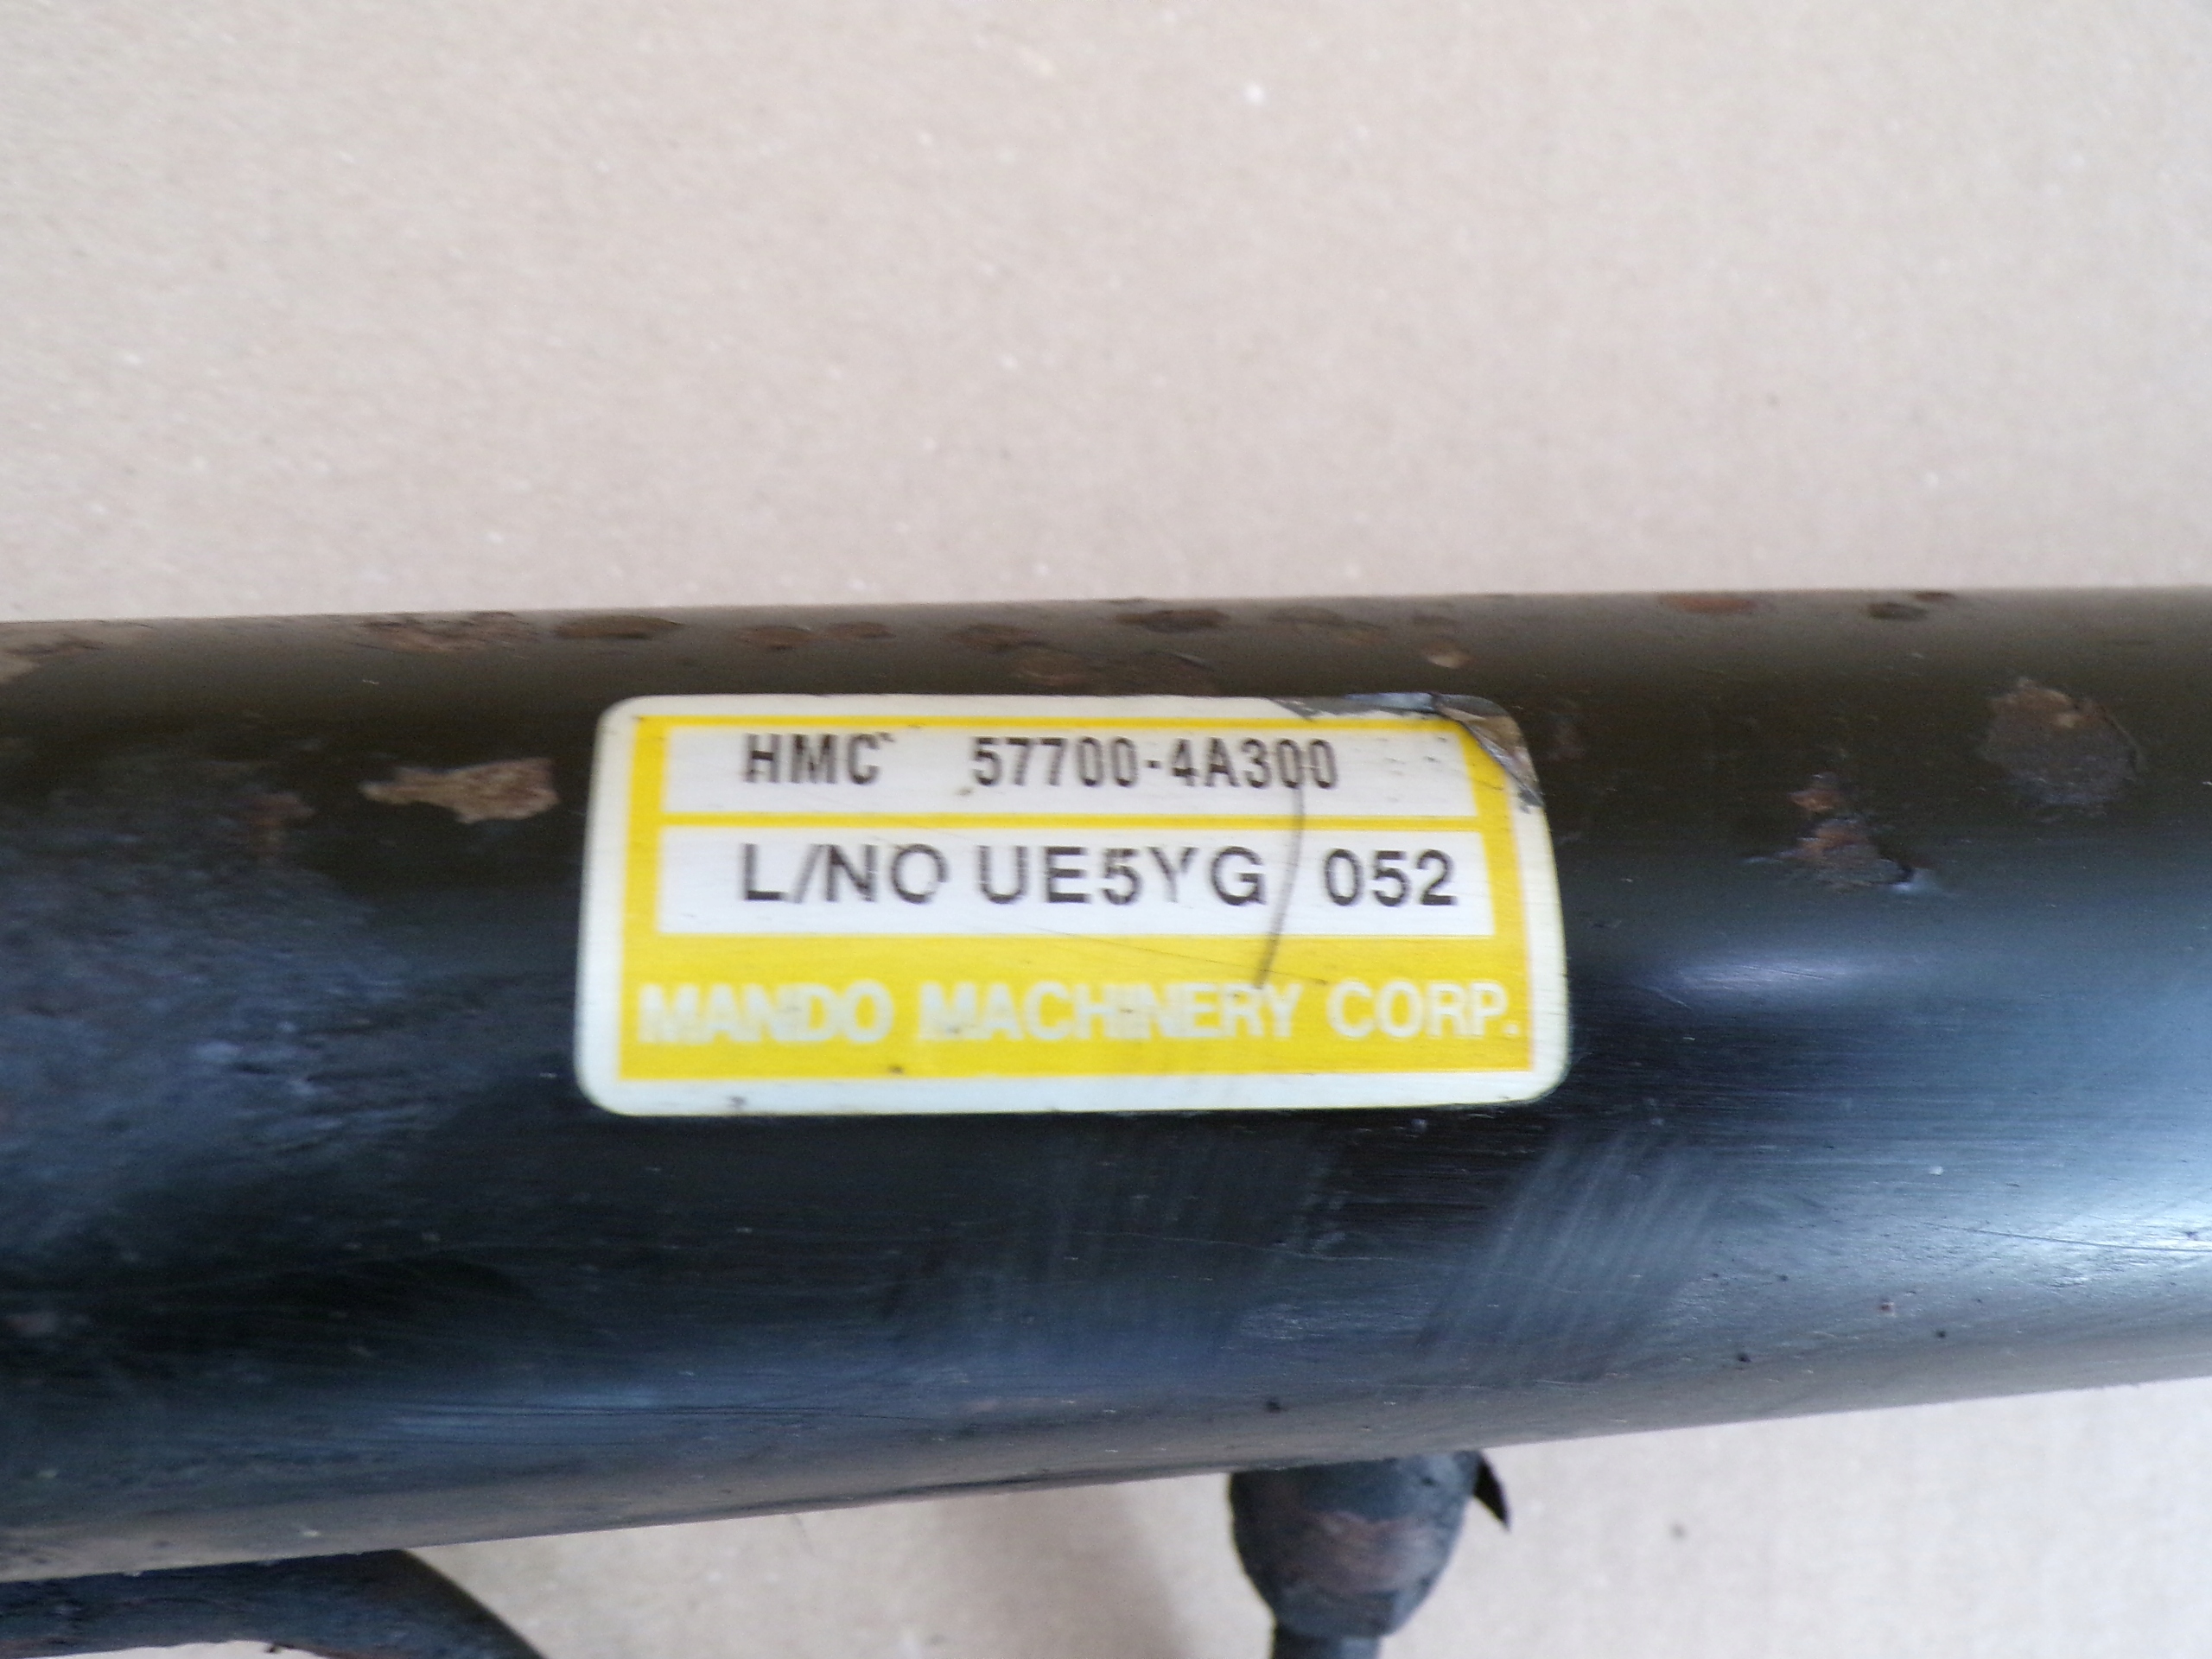 HMC 57700-4A300
L/NO UE5YG 052
MANDO MACHINERY CORP.